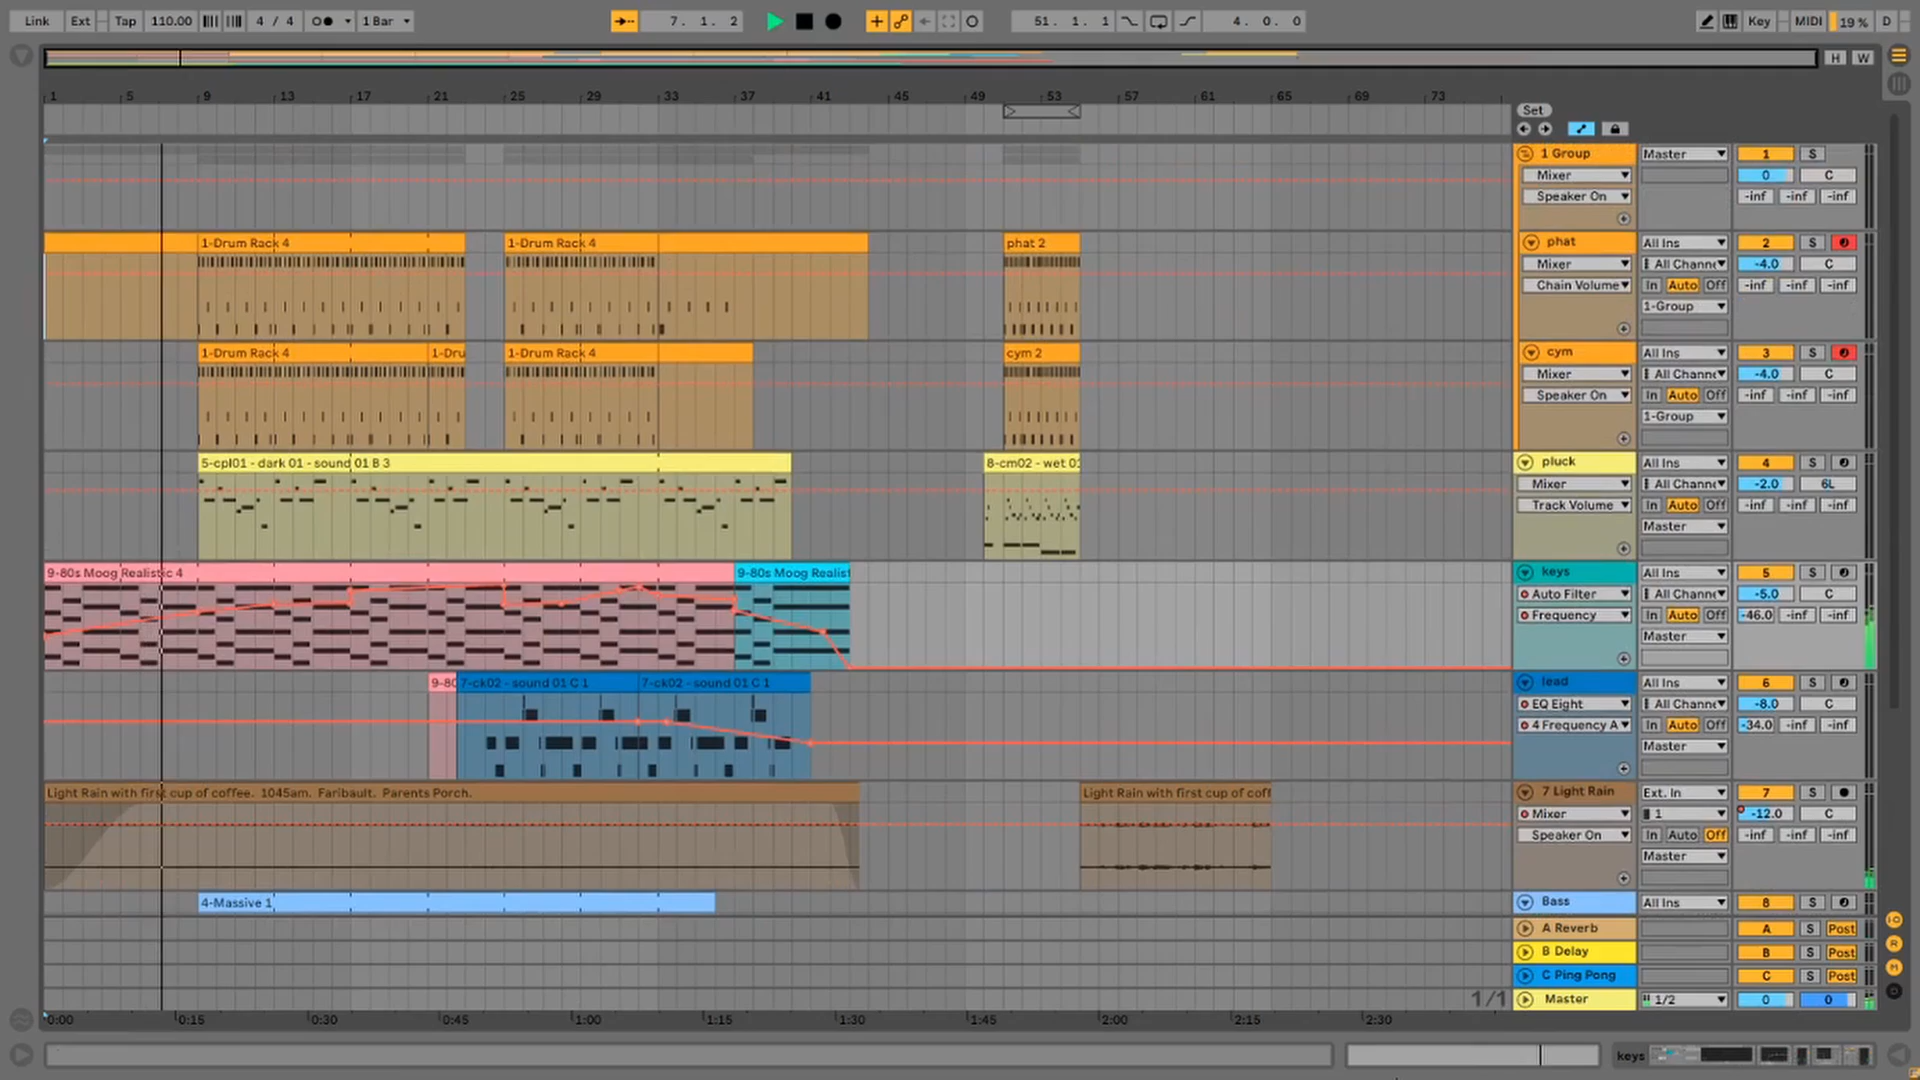 Link Ext Tap 110.00 4 / 4 1 Bar 7. 1. 2 51. 1. 1 4. 0. 0 Key MIDI 19 % D
H W
1 5 9 13 17 21 25 29 33 37 41 45 49 53 57 61 65 69 73
Set
1 Group Master 1 S
Mixer 0 C
Speaker On -inf -inf -inf
1-Drum Rack 4 1-Drum Rack 4 phat 2 phat All Ins 2 S
Mixer All Channe -4.0 C
Chain Volume In Auto Off -inf -inf
1-Group
1-Drum Rack 4 1-Dru 1-Drum Rack 4 cym 2 cym All Ins 3 S
Mixer All Channe -4.0 C
Speaker On In Auto Off -inf -inf -inf
1-Group
5-cpl01 - dark 01 - sound 01 B 3 8-cm02 - wet 01 pluck All Ins 4 S
Mixer All Channe -2.0 6L
Track Volume In Auto Off -inf -inf -inf
Master
9-80s Moog Realistic 4 9-80s Moog Realist keys All Ins 5 S
Auto Filter All Channe -5.0 C
Frequency In Auto Off -46.0 -inf -inf
Master
9-80 7-ck02 - sound 01 C 1 7-ck02 - sound 01 C 1 lead All Ins 6 S
EQ Eight All Channe -8.0 C
4 Frequency A In Auto Off -34.0 -inf -inf
Master
Light Rain with first cup of coffee. 1045am. Faribault. Parents Porch. Light Rain with first cup of coff 7 Light Rain Ext. In 7 S
Mixer 1 -12.0 C
Speaker On In Auto Off -inf -inf -inf
Master
4-Massive 1 Bass All Ins 8 S
A Reverb A S Post
B Delay B S Post
C Ping Pong C S Post
1/1 Master 1/2 0 0
0:00 0:15 0:30 0:45 1:00 1:15 1:30 1:45 2:00 2:15 2:30
keys